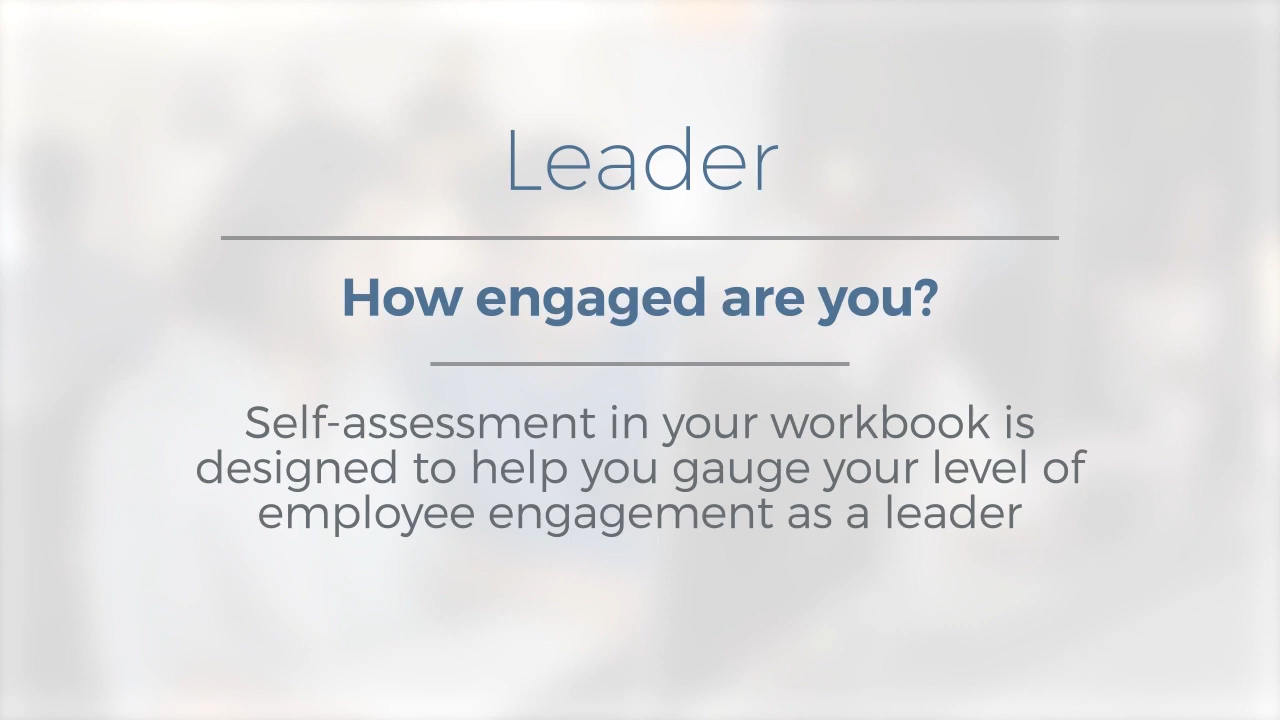 Leader
How engaged are you?
Self-assessment in your workbook is
designed to help you gauge your level of
employee engagement as a leader